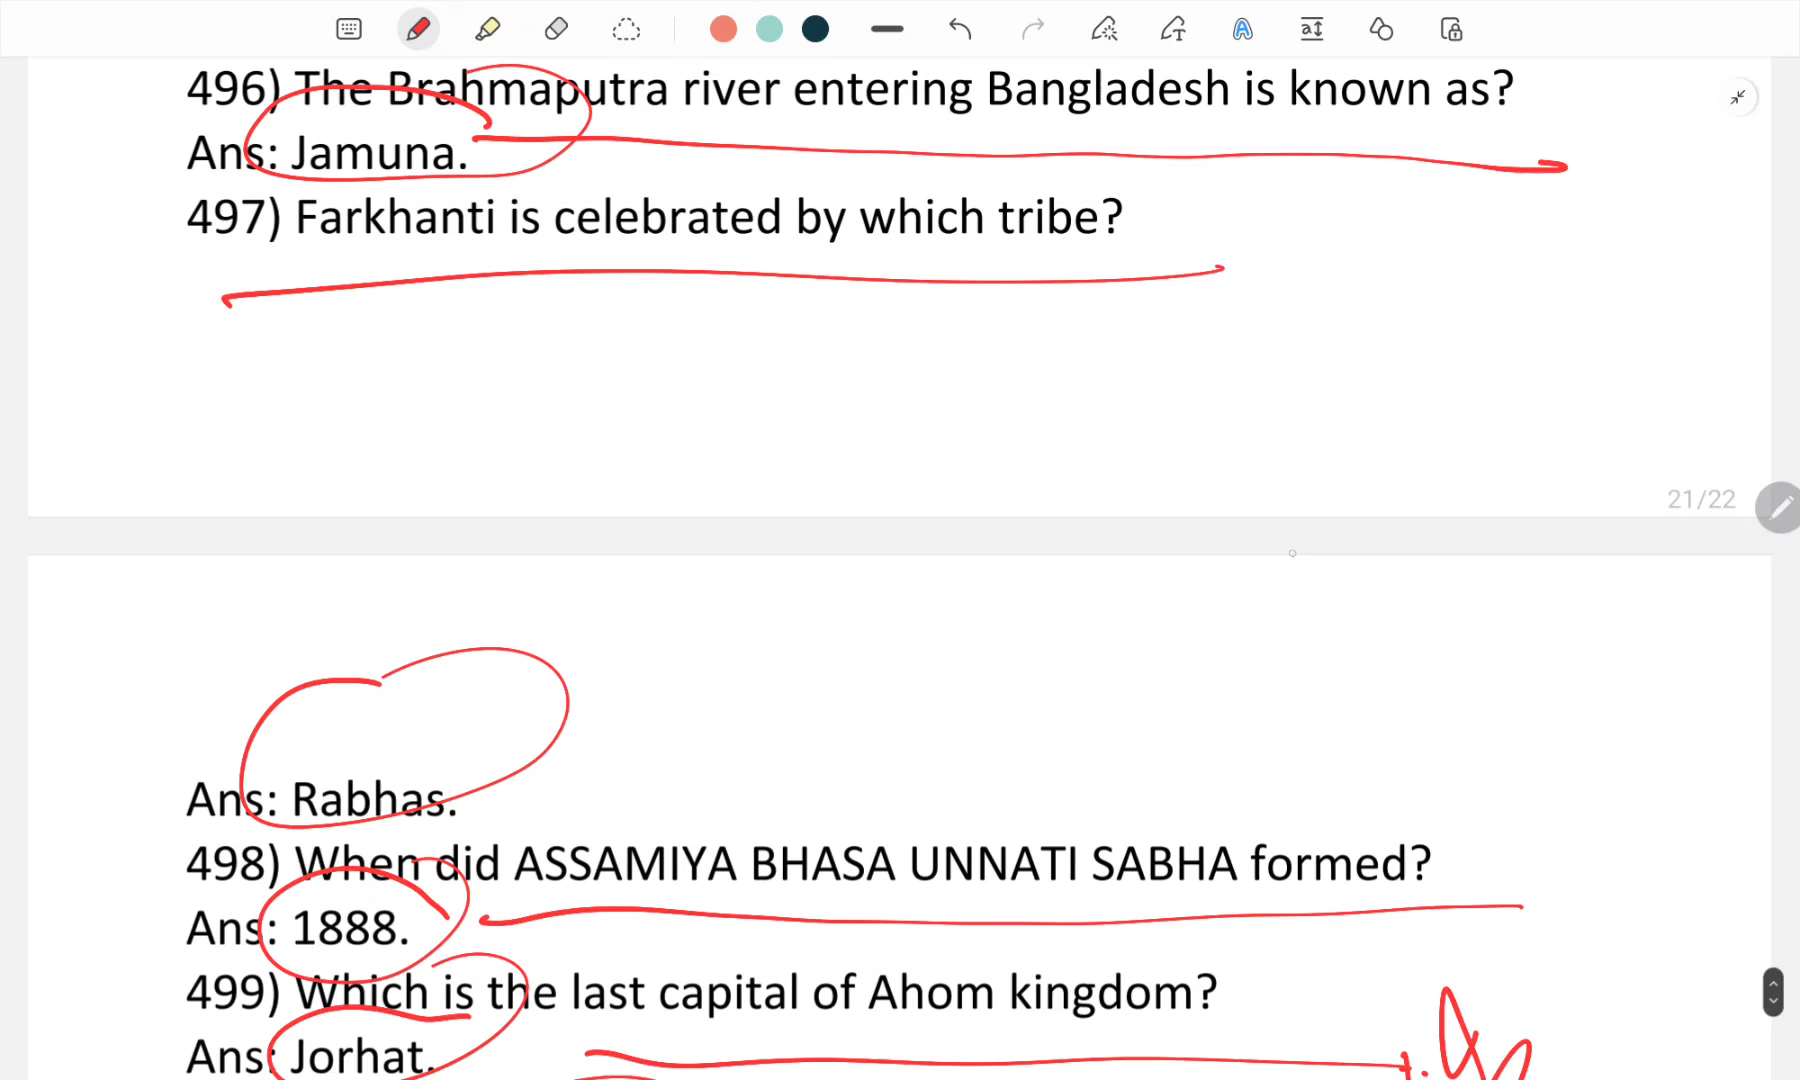 496) The Brahmaputra river entering Bangladesh is known as?
Ans: Jamuna.
497) Farkhanti is celebrated by which tribe?
21/22
Ans: Rabhas.
498) When did ASSAMIYA BHASA UNNATI SABHA formed?
Ans: 1888.
499) Which is the last capital of Ahom kingdom?
Ans: Jorhat.